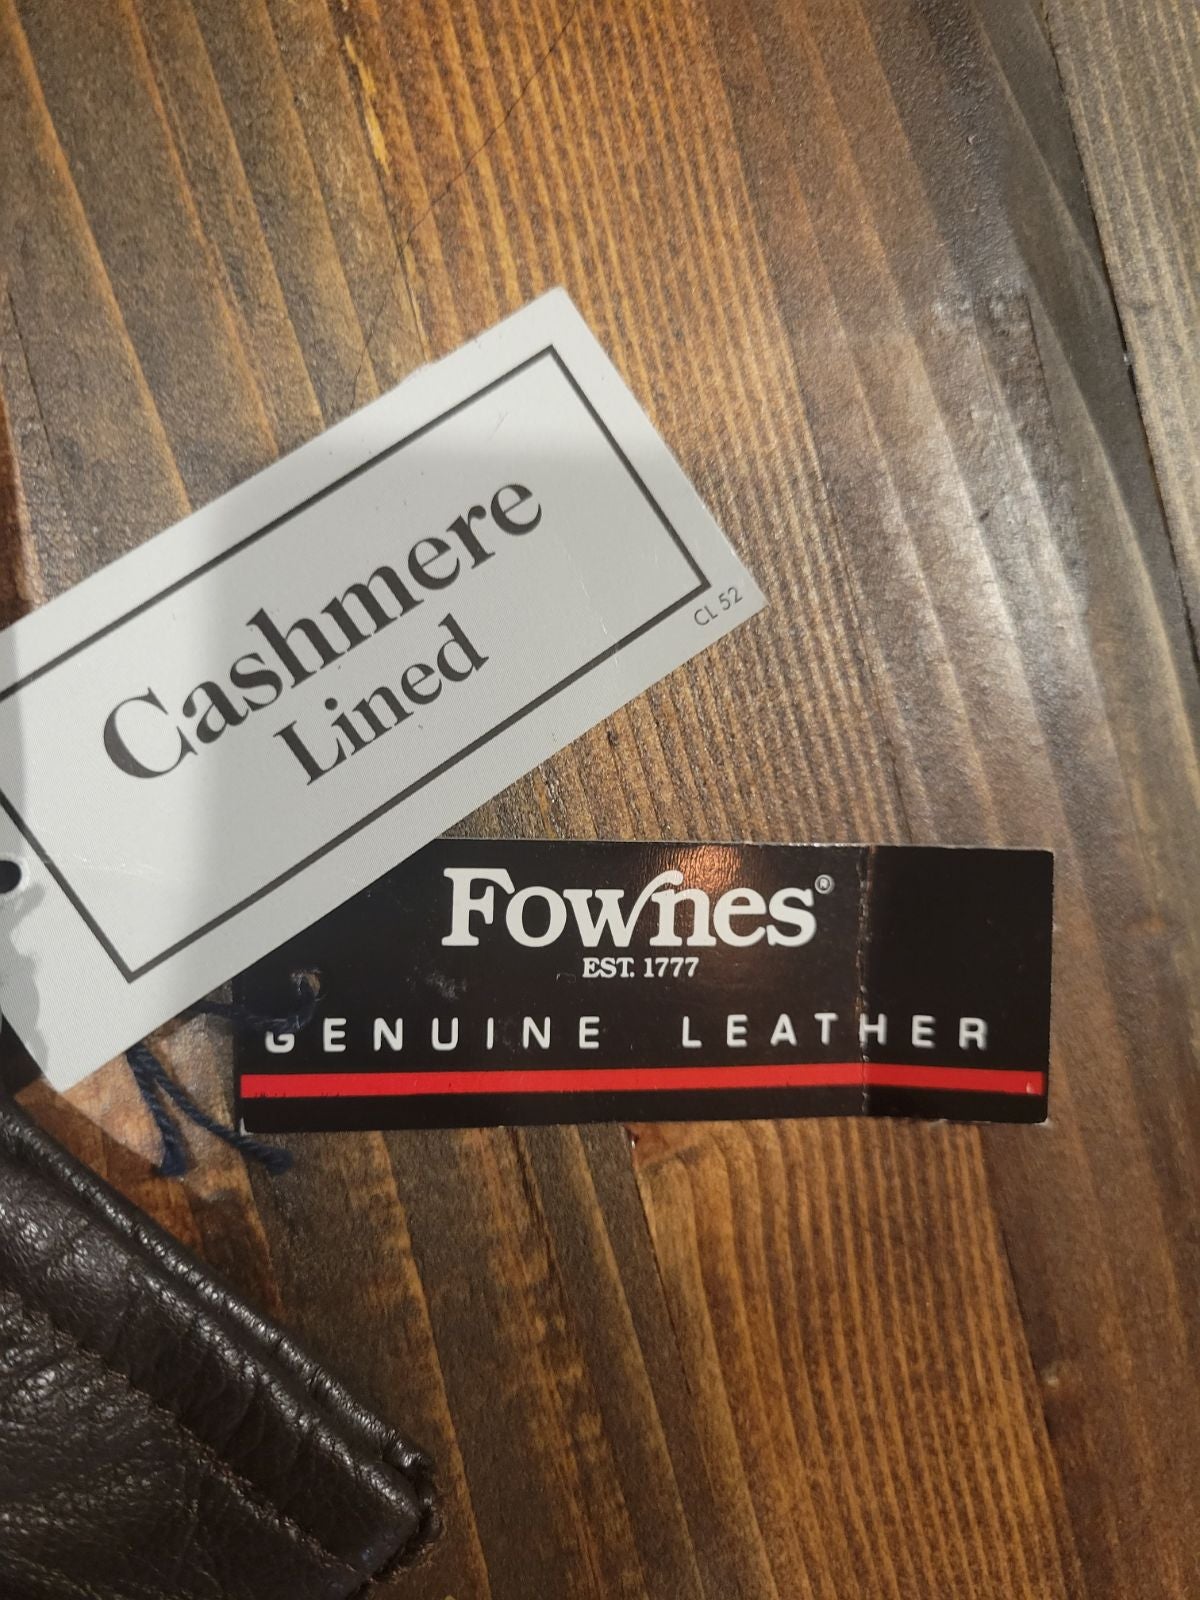 Cashmere
Lined
CL 52
Fownes®
EST. 1777
GENUINE LEATHER